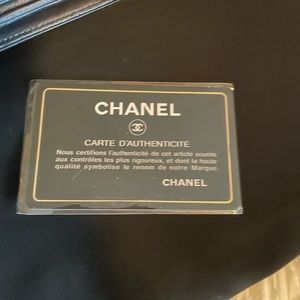 CHANEL
CARTE D'AUTHENTICITÉ
Nous certifions l'authenticité de cet article soumis
aux contrôles les plus rigoureux, et dont la haute
qualité symbolise le renom de notre Marque.
CHANEL